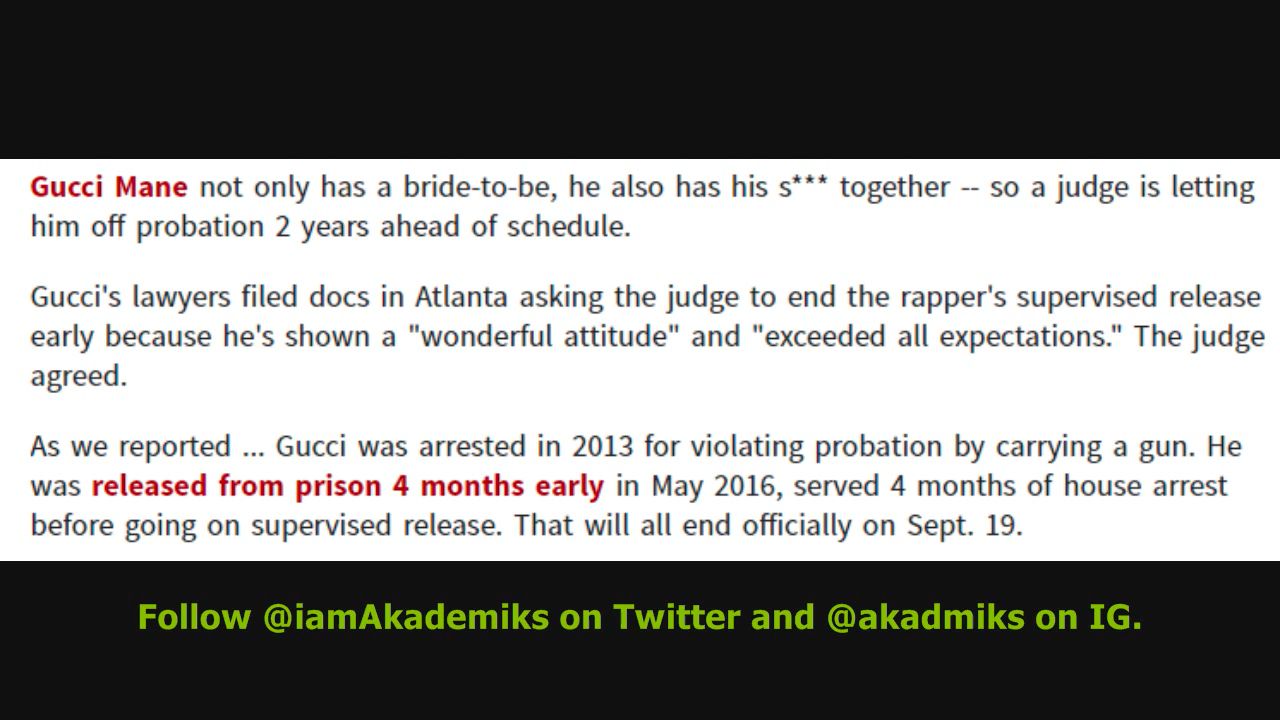 Gucci Mane not only has a bride-to-be, he also has his s*** together -- so a judge is letting
him off probation 2 years ahead of schedule.
Gucci's lawyers filed docs in Atlanta asking the judge to end the rapper's supervised release
early because he's shown a "wonderful attitude" and "exceeded all expectations." The judge
agreed.
As we reported ... Gucci was arrested in 2013 for violating probation by carrying a gun. He
was released from prison 4 months early in May 2016, served 4 months of house arrest
before going on supervised release. That will all end officially on Sept. 19.
Follow @iamAkademiks on Twitter and @akadmiks on IG.